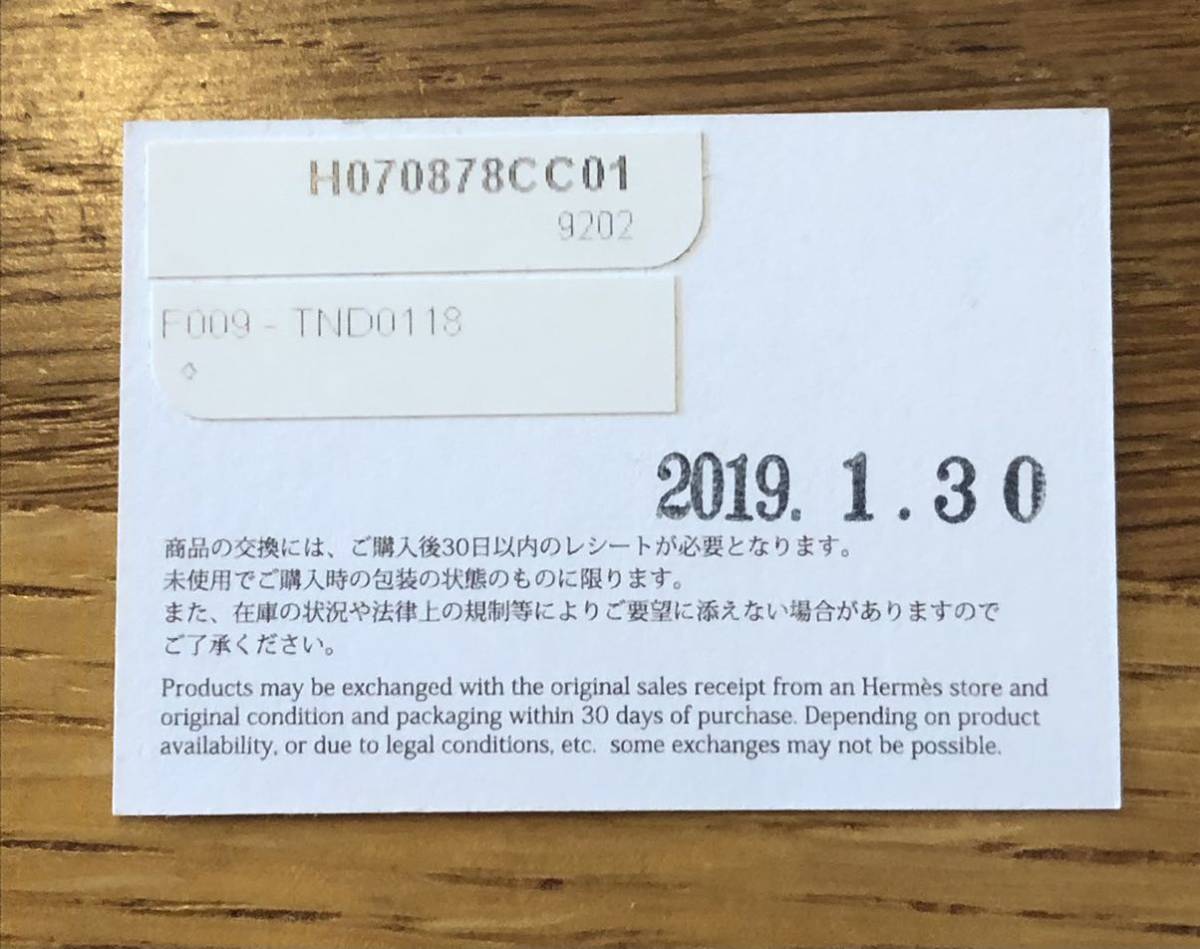 H070878CC01
9202
F009 - TND0118
2019. 1.30
商品の交換には、ご購入後30日以内のレシートが必要となります。
未使用でご購入時の包装の状態のものに限ります。
また、在庫の状況や法律上の規制等によりご要望に添えない場合がありますので
ご了承ください。
Products may be exchanged with the original sales receipt from an Hermès store and
original condition and packaging within 30 days of purchase. Depending on product
availability, or due to legal conditions, etc. some exchanges may not be possible.